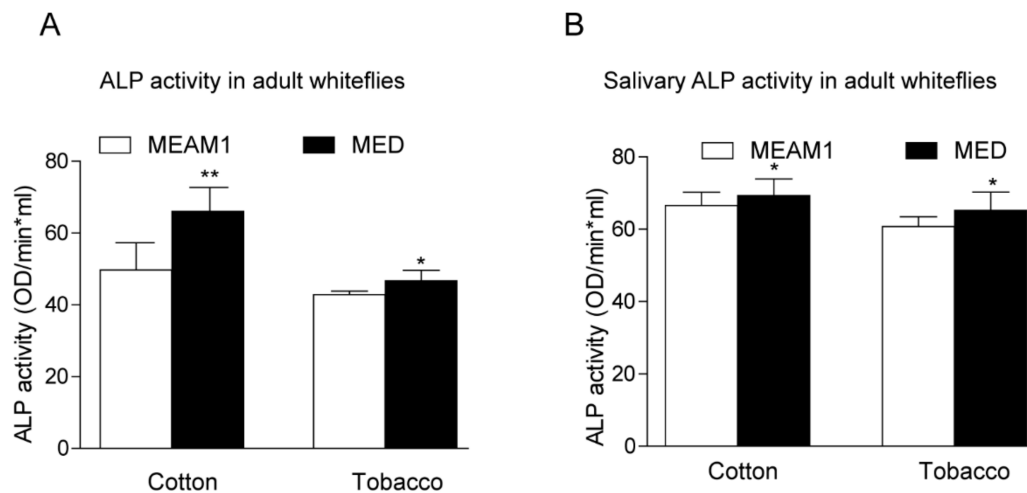 A
ALP activity in adult whiteflies
MEAM1 MED
ALP activity (OD/min*ml)
80
60
40
20
0
**
*
Cotton Tobacco
B
Salivary ALP activity in adult whiteflies
MEAM1 MED
ALP activity (OD/min*ml)
80
60
40
20
0
*
*
Cotton Tobacco